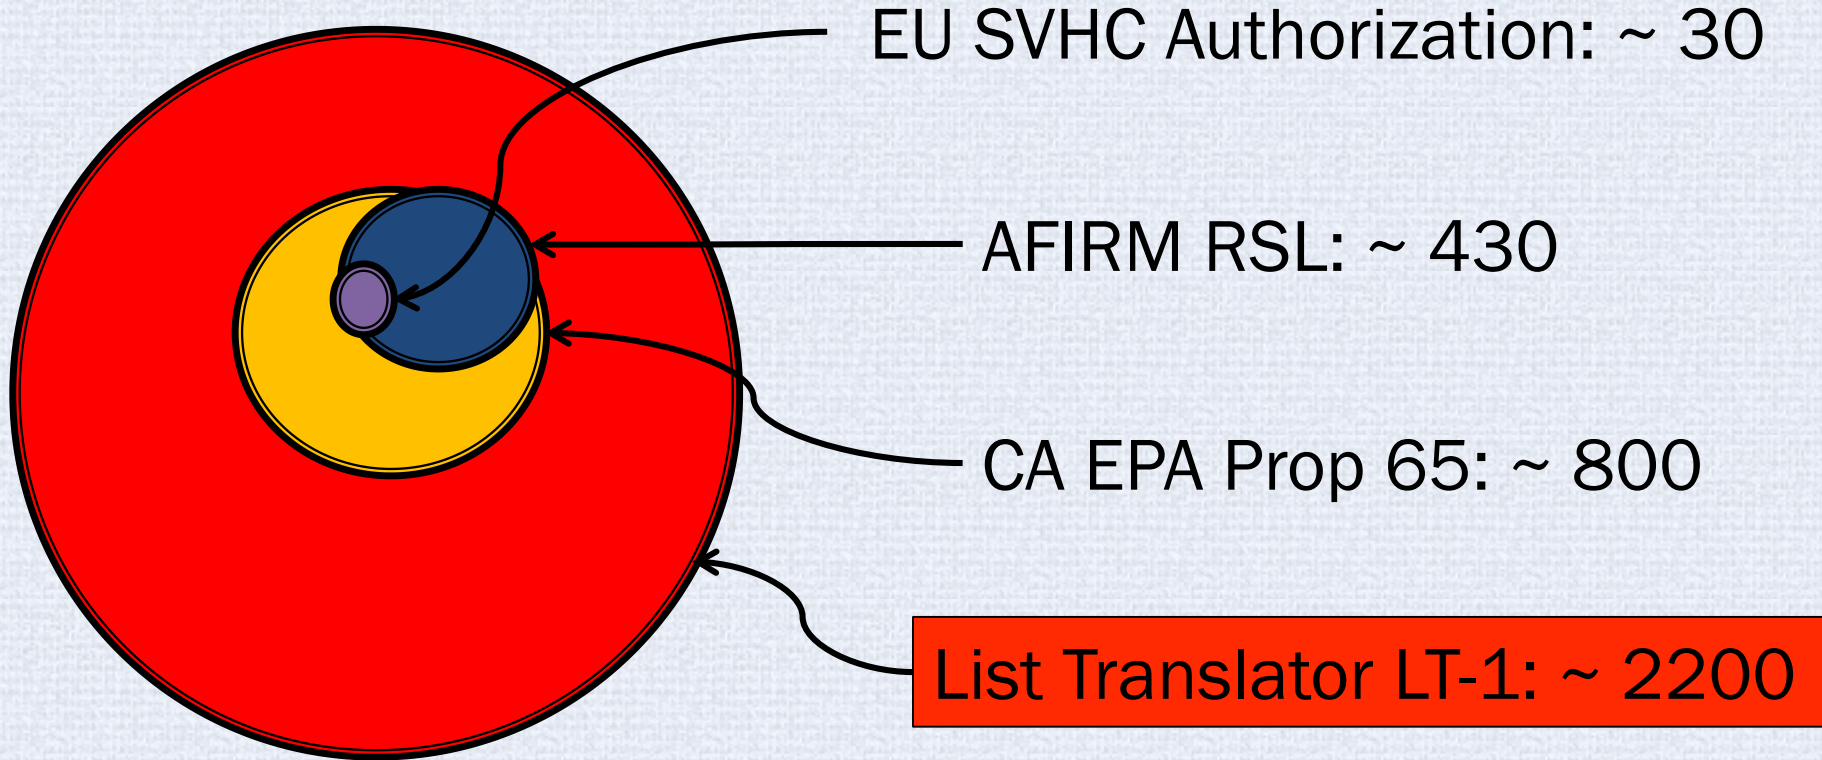 EU SVHC Authorization: ~ 30
AFIRM RSL: ~ 430
CA EPA Prop 65: ~ 800
List Translator LT-1: ~ 2200